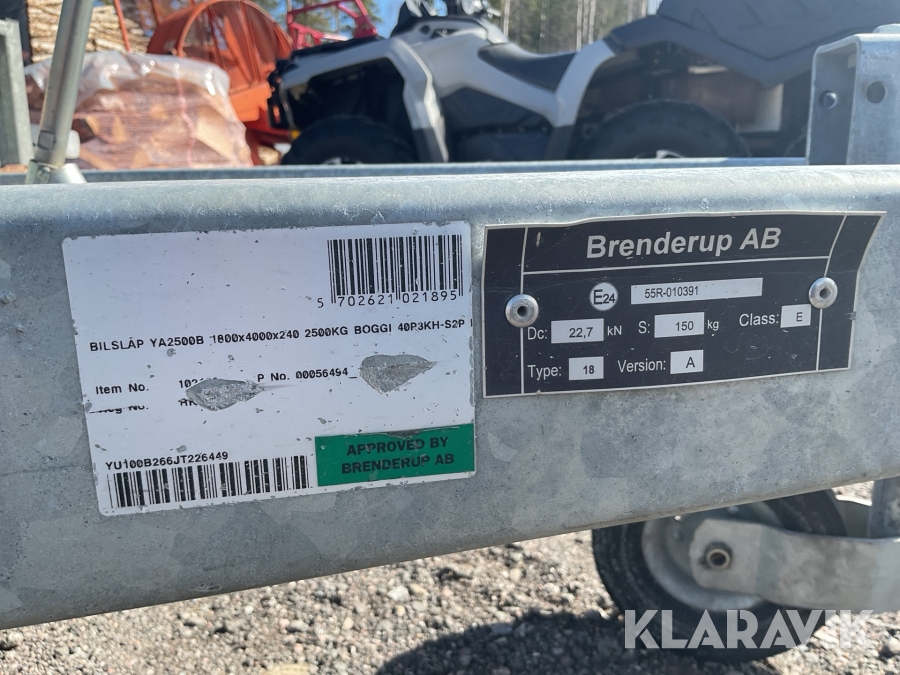 5 702621 021895
BILSLÄP YA2500B 1800x4000x240 2500KG BOGGI 40P3KH-S2P
Item No. P No. 00056494
No.
YU100B266JT226449
APPROVED BY
BRENDERUP AB
Brenderup AB
E24 55R-010391
Dc: 22,7 kN S: 150 kg Class: E
Type: 18 Version: A
KLARAVIK